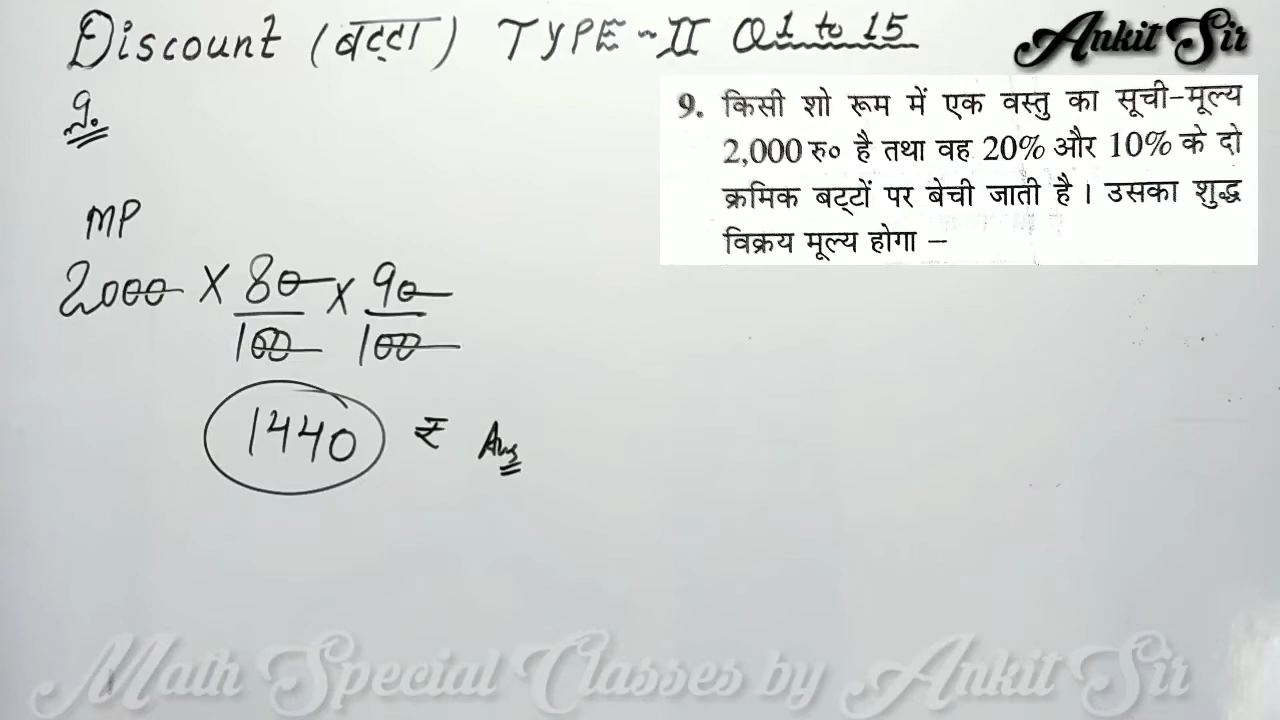 Discount (बट्टा) TYPE-II Q 1 to 15
Ankit Sir
9. किसी शो रूम में एक वस्तु का सूची-मूल्य
2,000 रु० है तथा वह 20% और 10% के दो
क्रमिक बट्टों पर बेची जाती है। उसका शुद्ध
विक्रय मूल्य होगा –
9.
MP
2000 × 80/100 × 90/100
1440 ₹ Ans
Math Special Classes by Ankit Sir